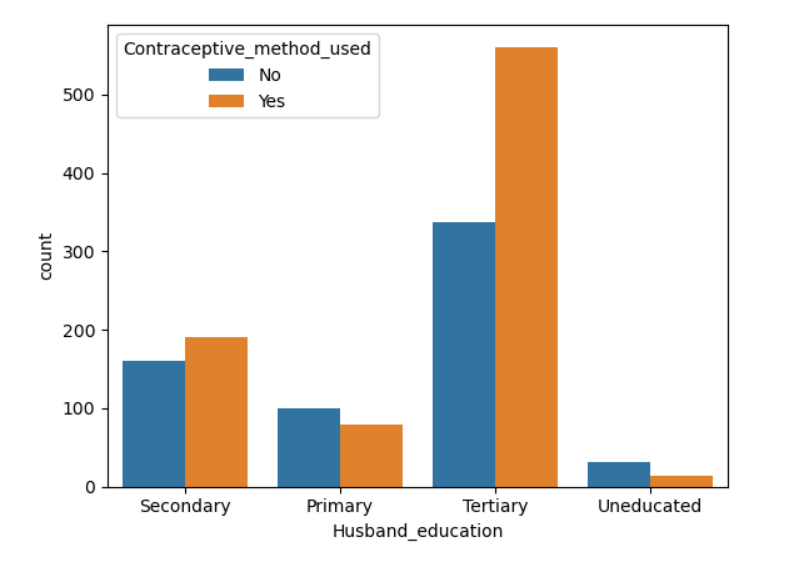 Contraceptive_method_used
No
Yes
500
400
300
200
100
0
count
Secondary Primary Tertiary Uneducated
Husband_education